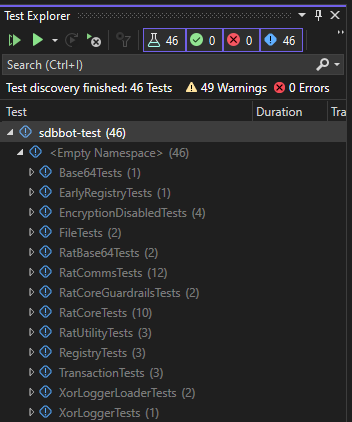 Test Explorer
46 0 0 46
Search (Ctrl+I)
Test discovery finished: 46 Tests 49 Warnings 0 Errors
Test Duration Tra
sdbbot-test (46)
<Empty Namespace> (46)
Base64Tests (1)
EarlyRegistryTests (1)
EncryptionDisabledTests (4)
FileTests (2)
RatBase64Tests (2)
RatCommsTests (12)
RatCoreGuardrailsTests (2)
RatCoreTests (10)
RatUtilityTests (3)
RegistryTests (3)
TransactionTests (3)
XorLoggerLoaderTests (2)
XorLoggerTests (1)